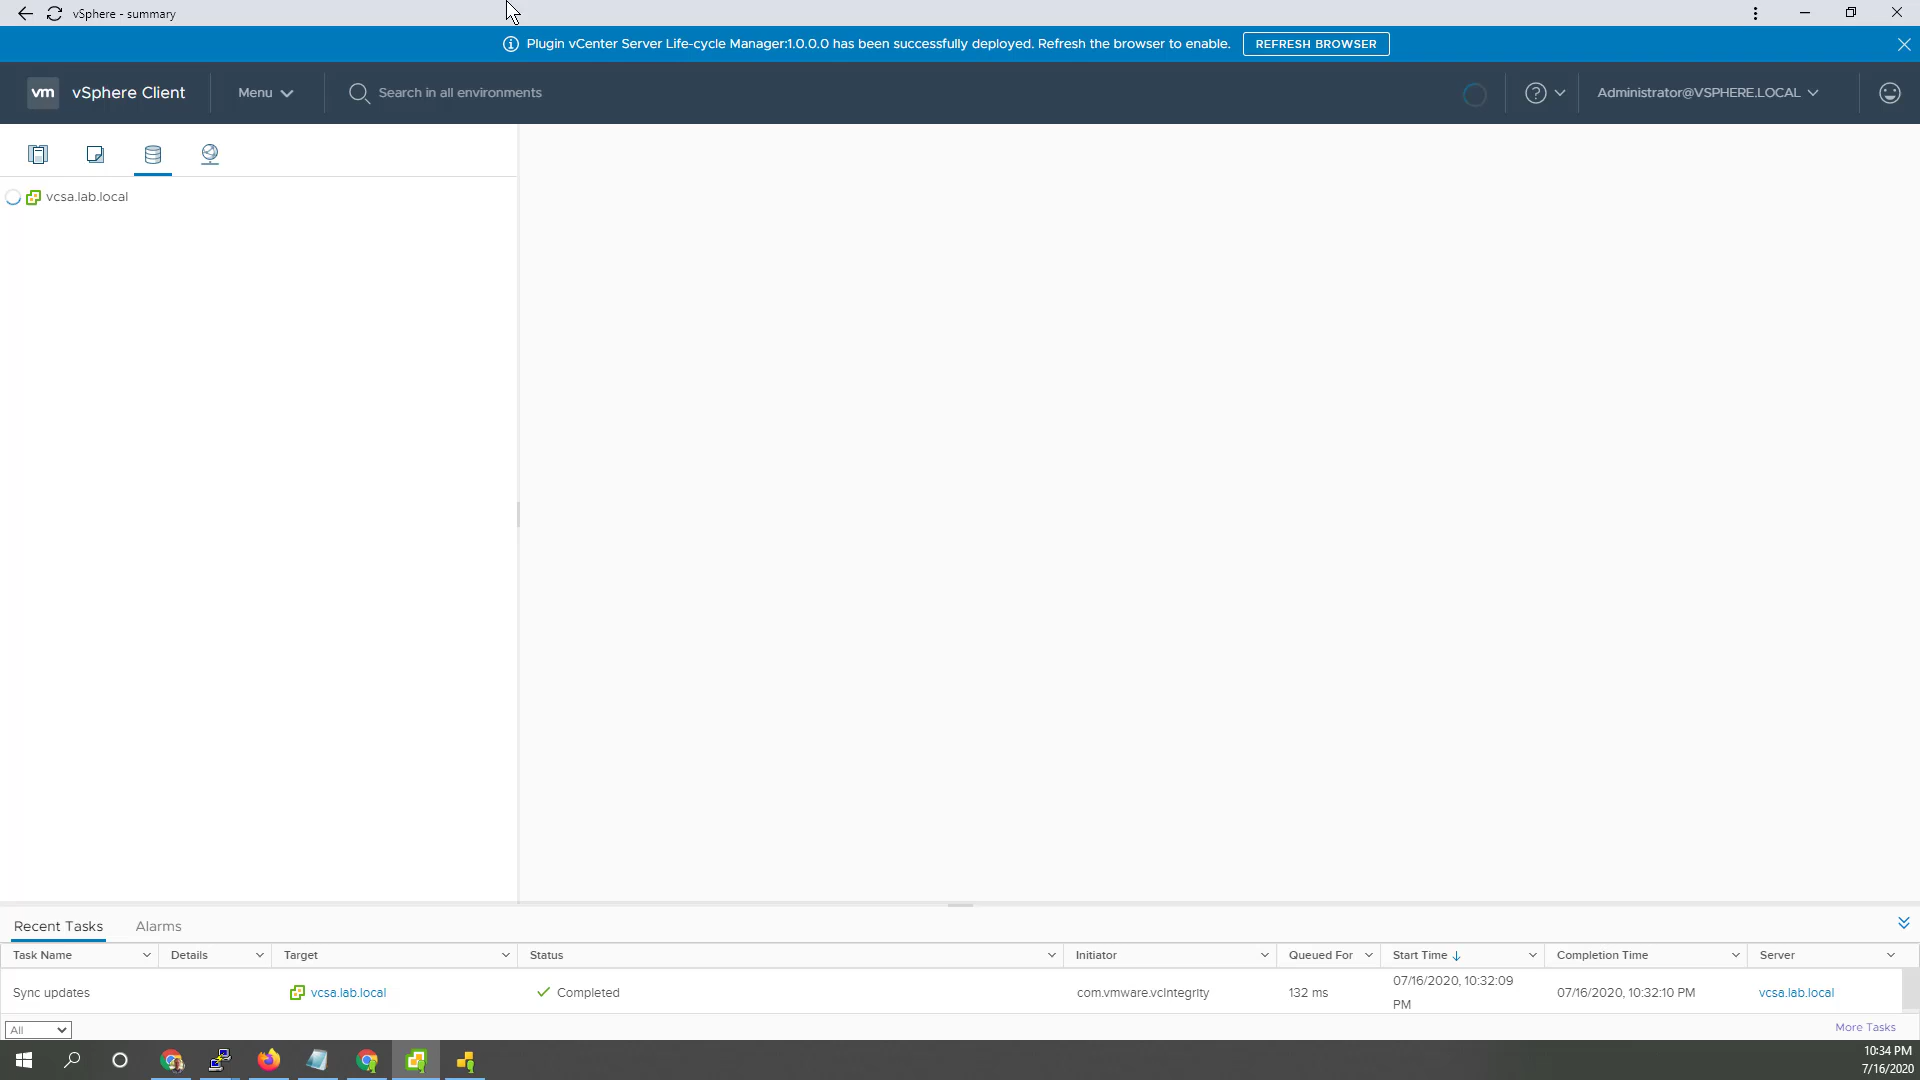 vSphere - summary
Plugin vCenter Server Life-cycle Manager:1.0.0.0 has been successfully deployed. Refresh the browser to enable.
REFRESH BROWSER
vm vSphere Client
Menu
Search in all environments
Administrator@VSPHERE.LOCAL
vcsa.lab.local
Recent Tasks
Alarms
Task Name Details Target Status Initiator Queued For Start Time Completion Time Server
Sync updates vcsa.lab.local Completed com.vmware.vcIntegrity 132 ms 07/16/2020, 10:32:09 PM 07/16/2020, 10:32:10 PM vcsa.lab.local
All
More Tasks
10:34 PM
7/16/2020